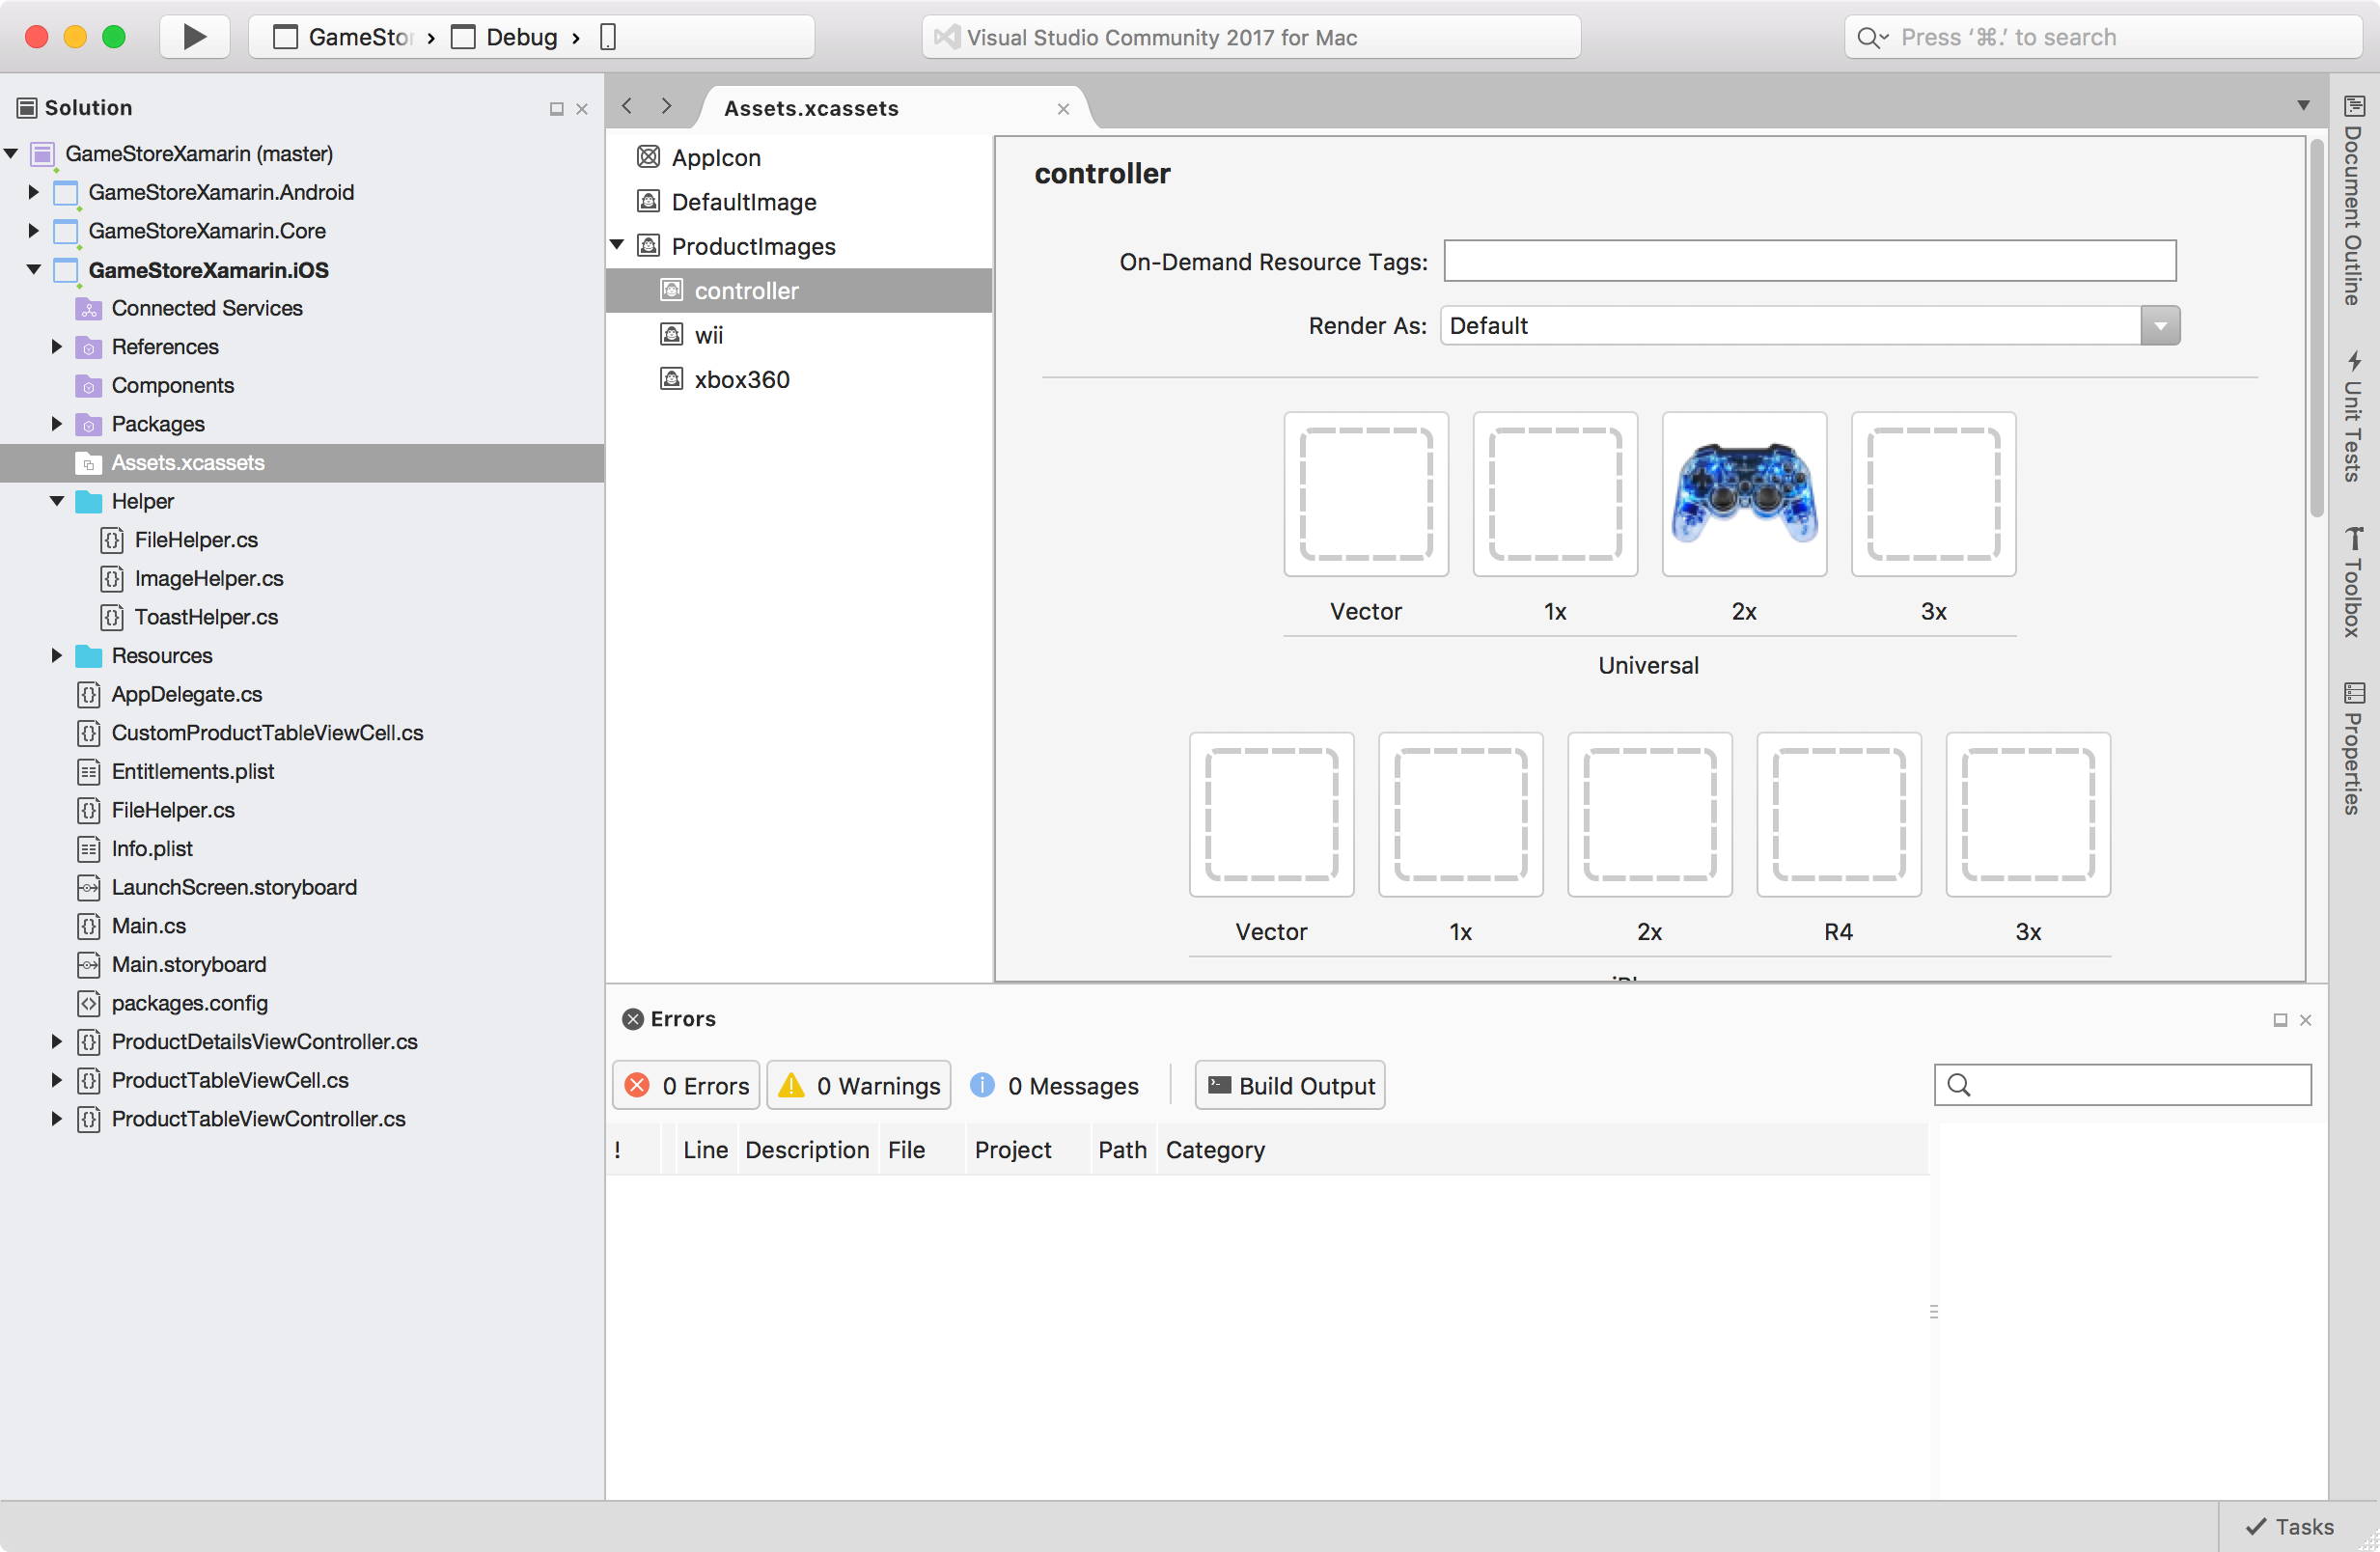 GameStor
Debug
Visual Studio Community 2017 for Mac
Press ‘⌘.’ to search
Solution
GameStoreXamarin (master)
GameStoreXamarin.Android
GameStoreXamarin.Core
GameStoreXamarin.iOS
Connected Services
References
Components
Packages
Assets.xcassets
Helper
FileHelper.cs
ImageHelper.cs
ToastHelper.cs
Resources
AppDelegate.cs
CustomProductTableViewCell.cs
Entitlements.plist
FileHelper.cs
Info.plist
LaunchScreen.storyboard
Main.cs
Main.storyboard
packages.config
ProductDetailsViewController.cs
ProductTableViewCell.cs
ProductTableViewController.cs
Assets.xcassets
AppIcon
DefaultImage
ProductImages
controller
wii
xbox360
controller
On-Demand Resource Tags:
Render As: Default
Vector 1x 2x 3x
Universal
Vector 1x 2x R4 3x
Errors
0 Errors 0 Warnings 0 Messages Build Output
! Line Description File Project Path Category
Document Outline
Unit Tests
Toolbox
Properties
Tasks